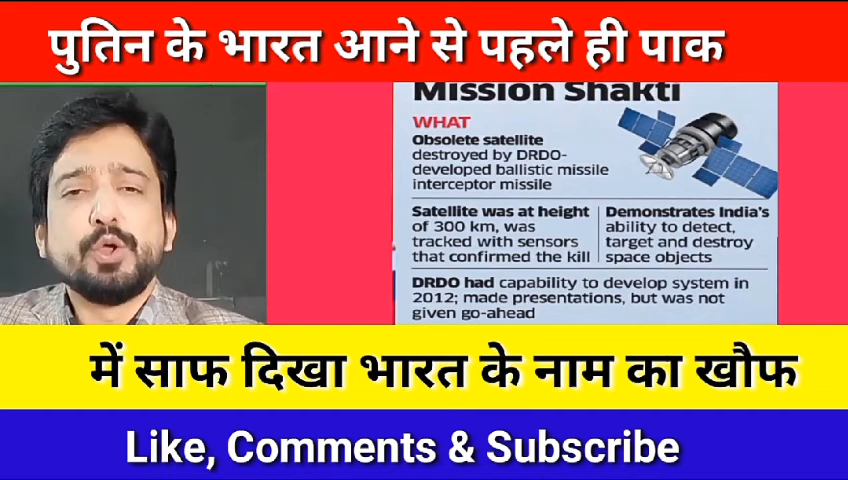 पुतिन के भारत आने से पहले ही पाक
Mission Shakti
WHAT
Obsolete satellite
destroyed by DRDO-
developed ballistic missile
interceptor missile
Satellite was at height
of 300 km, was
tracked with sensors
that confirmed the kill
Demonstrates India's
ability to detect,
target and destroy
space objects
DRDO had capability to develop system in
2012; made presentations, but was not
given go-ahead
में साफ दिखा भारत के नाम का खौफ
Like, Comments & Subscribe